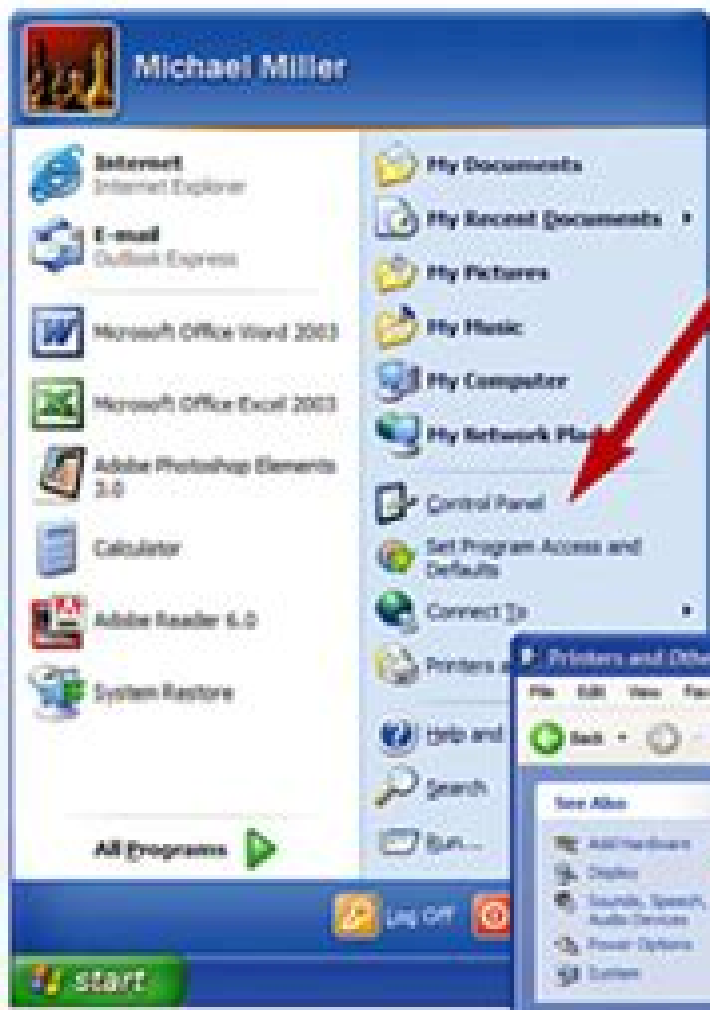 Michael Miller
Internet
Internet Explorer
E-mail
Outlook Express
Microsoft Office Word 2003
Microsoft Office Excel 2003
Adobe Photoshop Elements
3.0
Calculator
Adobe Reader 6.0
System Restore
All Programs
My Documents
My Recent Documents
My Pictures
My Music
My Computer
My Network Plac
Control Panel
Set Program Access and
Defaults
Connect To
Printers a
Help and
Search
Run...
Log Off
start
Printers and Othe
File Edit View Fav
Back
See Also
Add Hardware
Display
Sounds, Speech,
Audio Devices
Power Options
System